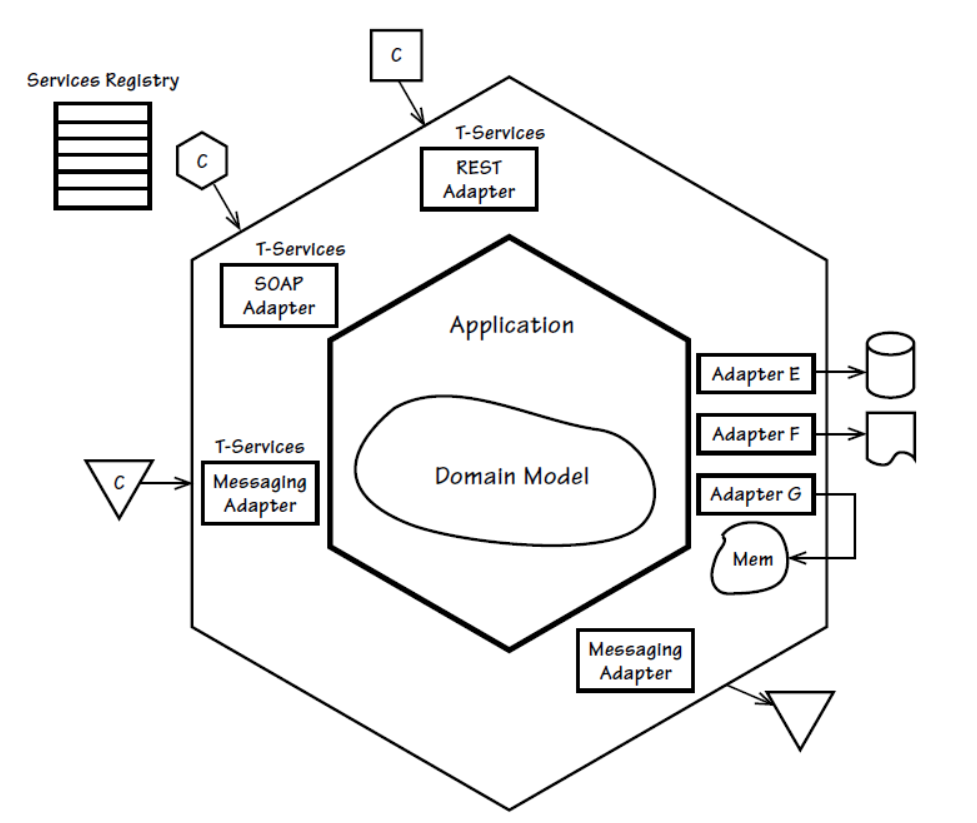 C
Services Registry
T-Services
C
REST
Adapter
T-Services
SOAP
Adapter
Application
Adapter E
Adapter F
T-Services
Domain Model
C
Messaging
Adapter
Adapter G
Mem
Messaging
Adapter